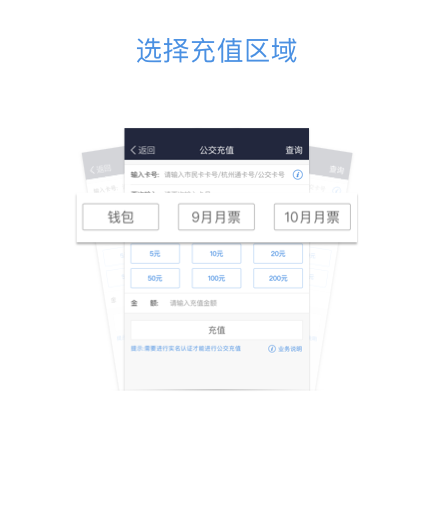 选择充值区域
返回 公交充值 查询
输入卡号: 请输入市民卡卡号/杭州通卡号/公交卡号
钱包 9月月票 10月月票
5元 10元 20元
50元 100元 200元
金 额: 请输入充值金额
充值
提示:需要进行实名认证才能进行公交充值 业务说明